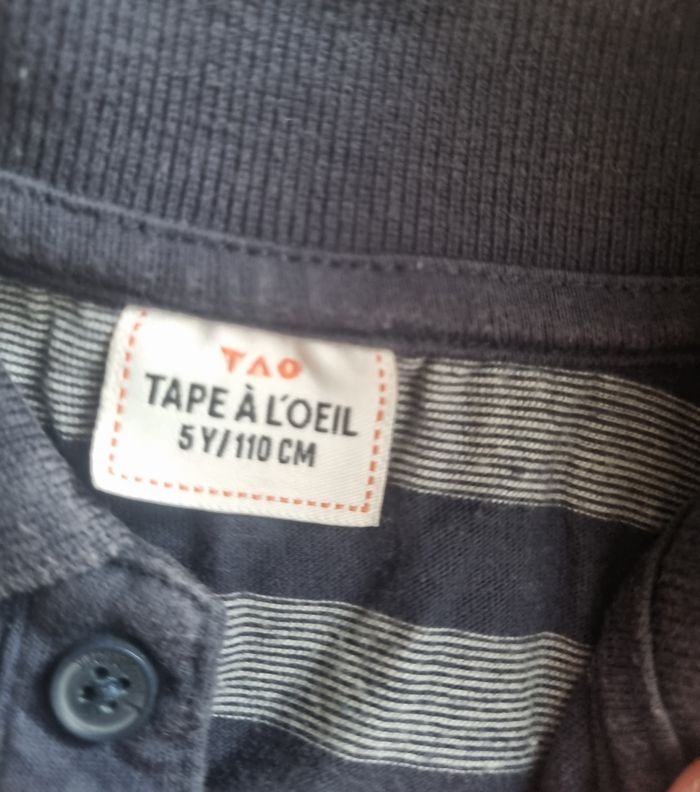 TAO
TAPE À L'OEIL
5 Y/110 CM